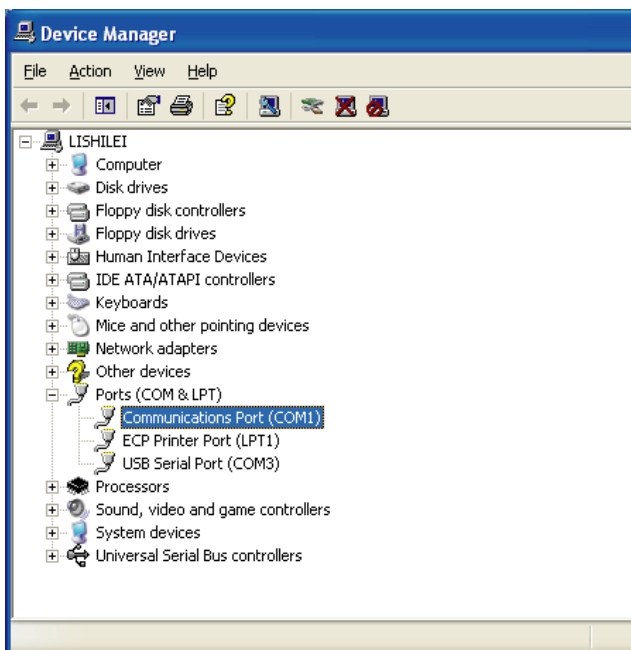 Device Manager
File Action View Help
LISHILEI
Computer
Disk drives
Floppy disk controllers
Floppy disk drives
Human Interface Devices
IDE ATA/ATAPI controllers
Keyboards
Mice and other pointing devices
Network adapters
Other devices
Ports (COM & LPT)
Communications Port (COM1)
ECP Printer Port (LPT1)
USB Serial Port (COM3)
Processors
Sound, video and game controllers
System devices
Universal Serial Bus controllers